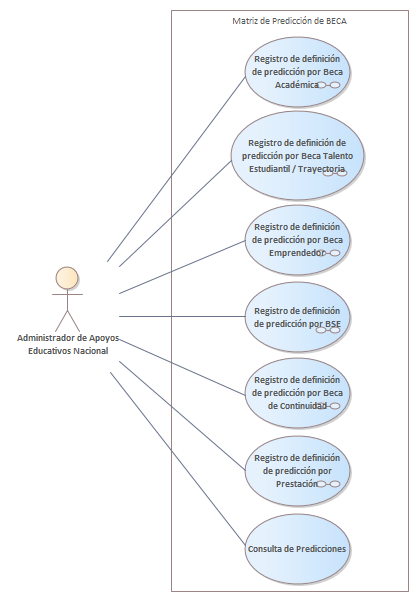 Matriz de Predicción de BECA
Registro de definición
de predicción por Beca
Académica
Registro de definición de
predicción por Beca Talento
Estudiantil / Trayectoria
Registro de definición
de predicción por Beca
Emprendedor
Registro de definición
de predicción por BSE
Administrador de Apoyos
Educativos Nacional
Registro de definición
de predicción por Beca
de Continuidad
Registro de definición
de predicción por
Prestación
Consulta de Predicciones